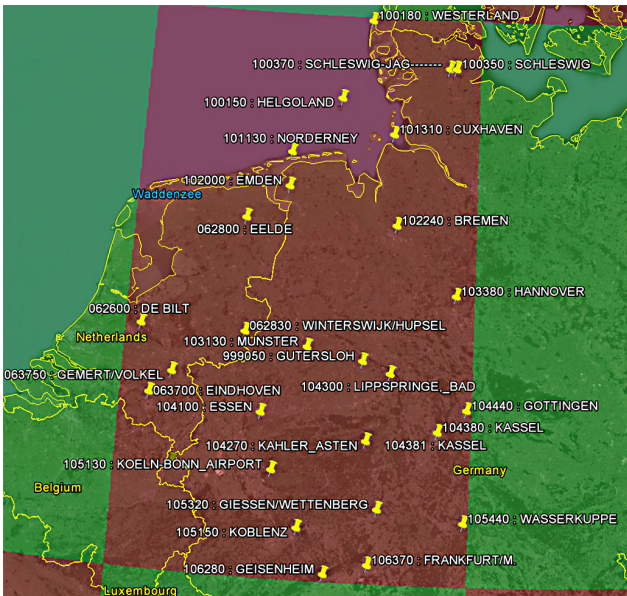 100180 : WESTERLAND
100370 : SCHLESWIG-JAG-------
100350 : SCHLESWIG
100150 : HELGOLAND
101310 : CUXHAVEN
101130 : NORDERNEY
102000 : EMDEN
Waddenzee
102240 : BREMEN
062800 : EELDE
103380 : HANNOVER
062600 : DE BILT
062830 : WINTERSWIJK/HUPSEL
Netherlands
103130 : MUNSTER
999050 : GUTERSLOH
063750 : GEMERT/VOLKEL
104300 : LIPPSPRINGE,_BAD
063700 : EINDHOVEN
104100 : ESSEN
104440 : GOTTINGEN
104380 : KASSEL
104270 : KAHLER_ASTEN
104381 : KASSEL
105130 : KOELN-BONN_AIRPORT
Germany
Belgium
105320 : GIESSEN/WETTENBERG
105440 : WASSERKUPPE
105150 : KOBLENZ
106370 : FRANKFURT/M.
106280 : GEISENHEIM
Luxembourg